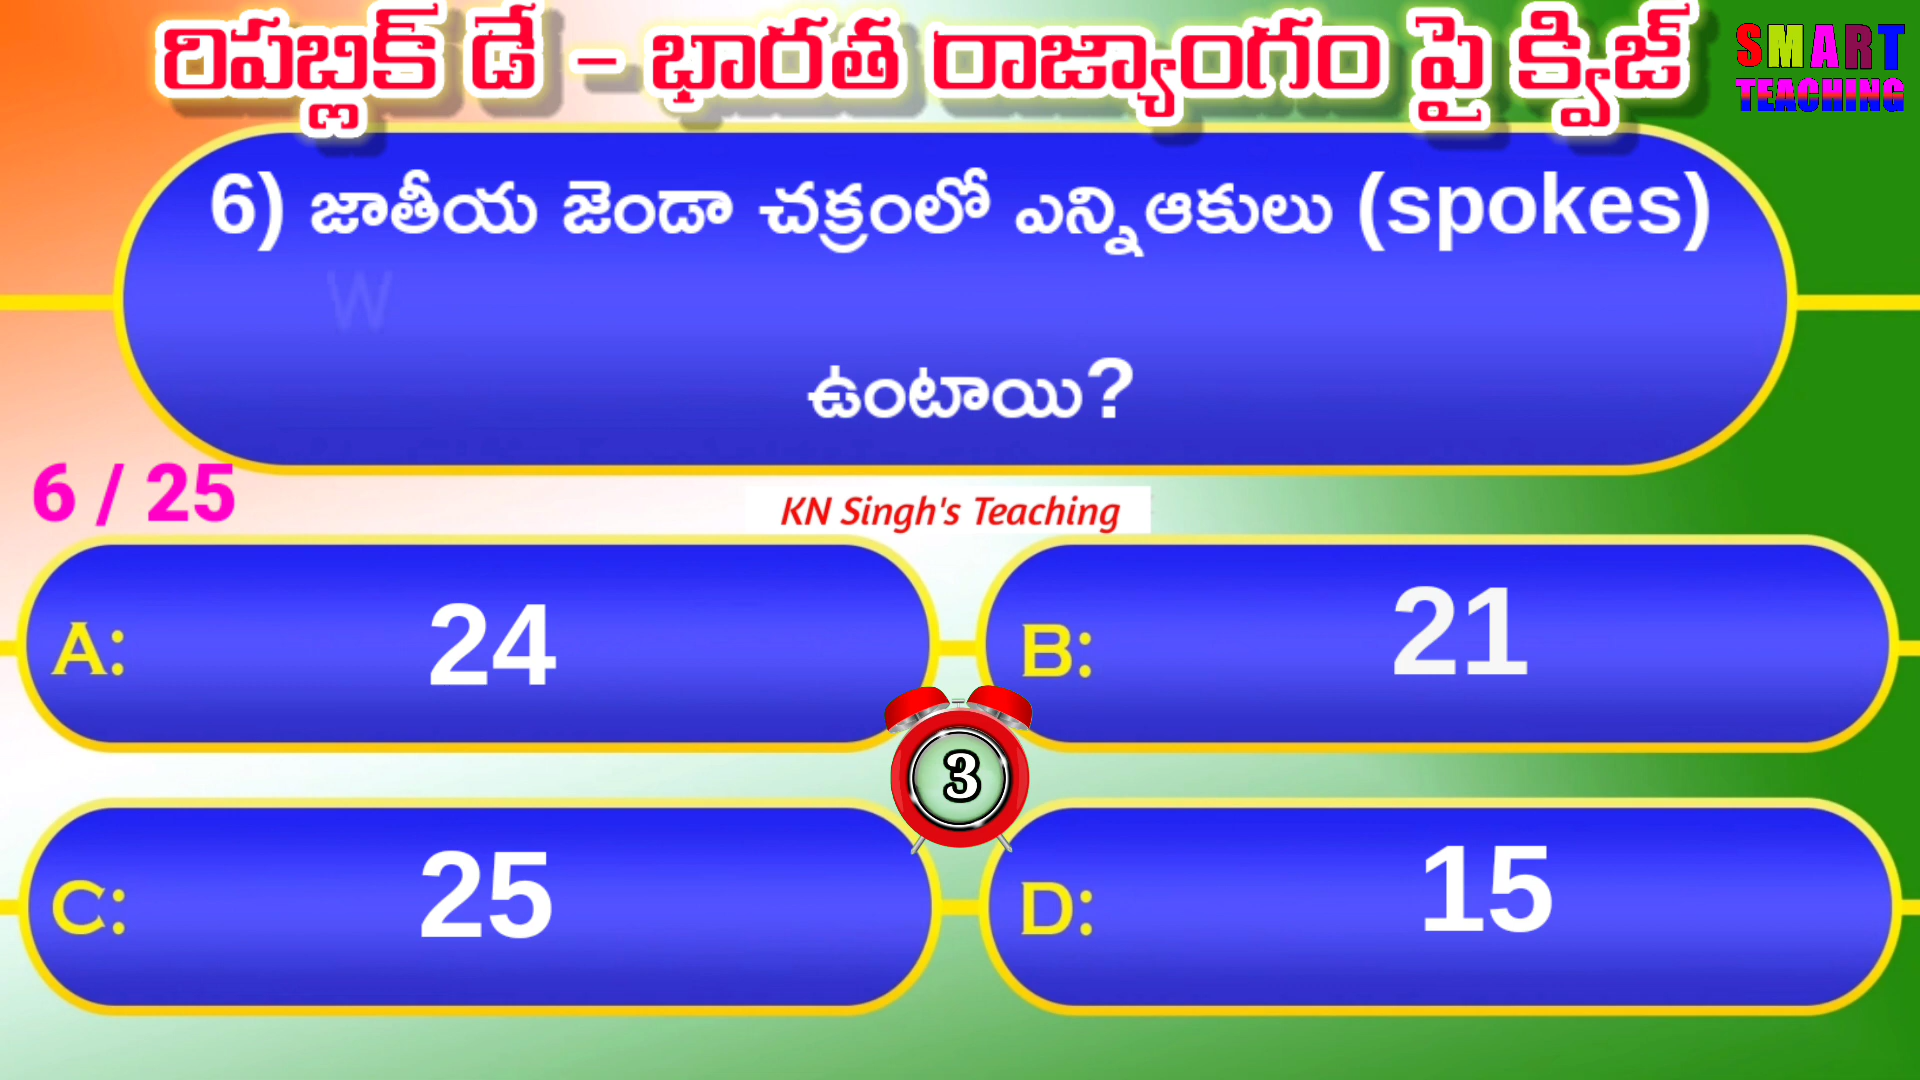 రిపబ్లిక్ డే – భారత రాజ్యాంగం పై క్విజ్
SMART
TEACHING
6) జాతీయ జెండా చక్రంలో ఎన్ని ఆకులు (spokes)
W
ఉంటాయి?
6 / 25
KN Singh's Teaching
A: 24
B: 21
3
C: 25
D: 15